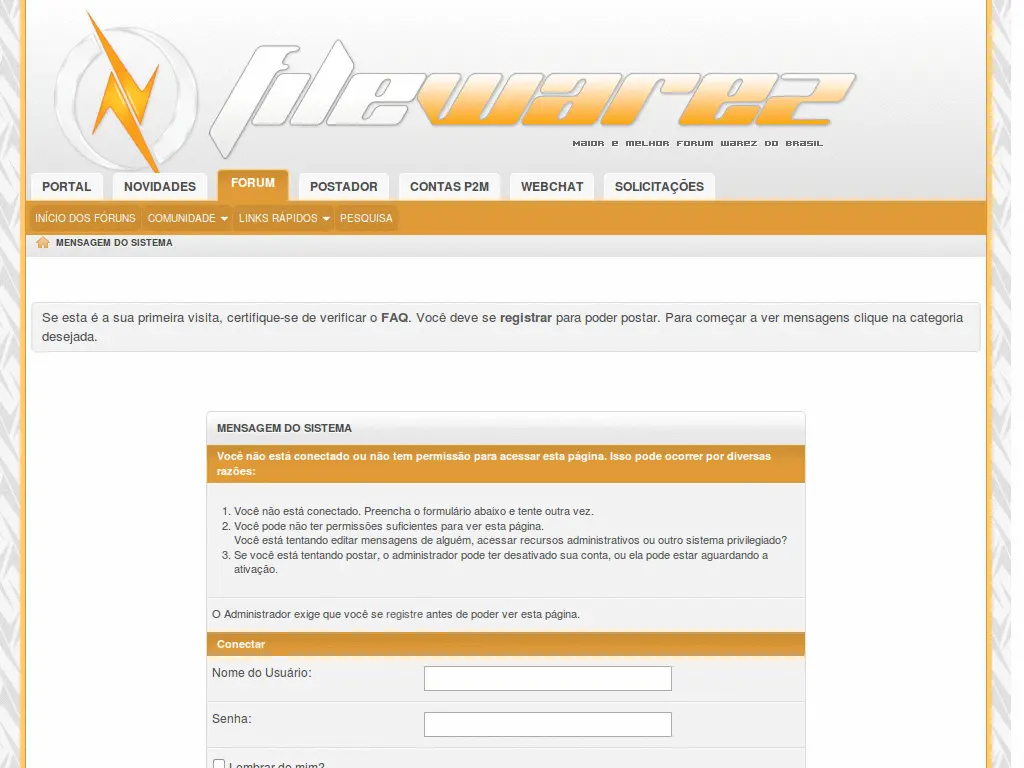 filewarez
MAIOR E MELHOR FORUM WAREZ DO BRASIL
PORTAL NOVIDADES FORUM POSTADOR CONTAS P2M WEBCHAT SOLICITAÇÕES
INÍCIO DOS FÓRUNS COMUNIDADE LINKS RÁPIDOS PESQUISA
MENSAGEM DO SISTEMA
Se esta é a sua primeira visita, certifique-se de verificar o FAQ. Você deve se registrar para poder postar. Para começar a ver mensagens clique na categoria
desejada.
MENSAGEM DO SISTEMA
Você não está conectado ou não tem permissão para acessar esta página. Isso pode ocorrer por diversas
razões:
1. Você não está conectado. Preencha o formulário abaixo e tente outra vez.
2. Você pode não ter permissões suficientes para ver esta página.
Você está tentando editar mensagens de alguém, acessar recursos administrativos ou outro sistema privilegiado?
3. Se você está tentando postar, o administrador pode ter desativado sua conta, ou ela pode estar aguardando a
ativação.
O Administrador exige que você se registre antes de poder ver esta página.
Conectar
Nome do Usuário:
Senha:
Lembrar de mim?